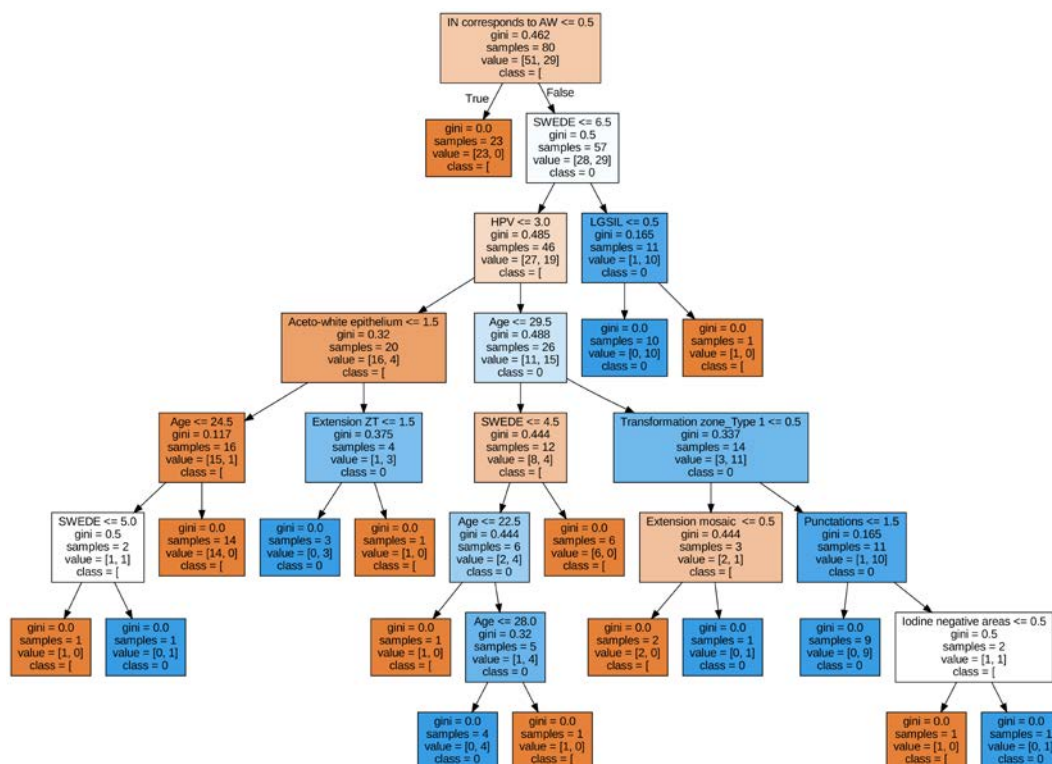 IN corresponds to AW <= 0.5
gini = 0.462
samples = 80
value = [51, 29]
class = [
True
False
gini = 0.0
samples = 23
value = [23, 0]
class = [
SWEDE <= 6.5
gini = 0.5
samples = 57
value = [28, 29]
class = 0
HPV <= 3.0
gini = 0.485
samples = 46
value = [27, 19]
class = [
LGSIL <= 0.5
gini = 0.165
samples = 11
value = [1, 10]
class = 0
Aceto-white epithelium <= 1.5
gini = 0.32
samples = 20
value = [16, 4]
class = [
Age <= 29.5
gini = 0.488
samples = 26
value = [11, 15]
class = 0
gini = 0.0
samples = 10
value = [0, 10]
class = 0
gini = 0.0
samples = 1
value = [1, 0]
class = [
Age <= 24.5
gini = 0.117
samples = 16
value = [15, 1]
class = [
Extension ZT <= 1.5
gini = 0.375
samples = 4
value = [1, 3]
class = 0
SWEDE <= 4.5
gini = 0.444
samples = 12
value = [8, 4]
class = [
Transformation zone_Type 1 <= 0.5
gini = 0.337
samples = 14
value = [3, 11]
class = 0
SWEDE <= 5.0
gini = 0.5
samples = 2
value = [1, 1]
class = [
gini = 0.0
samples = 14
value = [14, 0]
class = [
gini = 0.0
samples = 3
value = [0, 3]
class = 0
gini = 0.0
samples = 1
value = [1, 0]
class = [
Age <= 22.5
gini = 0.444
samples = 6
value = [2, 4]
class = 0
gini = 0.0
samples = 6
value = [6, 0]
class = [
Extension mosaic <= 0.5
gini = 0.444
samples = 3
value = [2, 1]
class = [
Punctations <= 1.5
gini = 0.165
samples = 11
value = [1, 10]
class = 0
gini = 0.0
samples = 1
value = [1, 0]
class = [
gini = 0.0
samples = 1
value = [0, 1]
class = 0
gini = 0.0
samples = 1
value = [1, 0]
class = [
Age <= 28.0
gini = 0.32
samples = 5
value = [1, 4]
class = 0
gini = 0.0
samples = 2
value = [2, 0]
class = [
gini = 0.0
samples = 1
value = [0, 1]
class = 0
gini = 0.0
samples = 9
value = [0, 9]
class = 0
Iodine negative areas <= 0.5
gini = 0.5
samples = 2
value = [1, 1]
class = [
gini = 0.0
samples = 4
value = [0, 4]
class = 0
gini = 0.0
samples = 1
value = [1, 0]
class = [
gini = 0.0
samples = 1
value = [1, 0]
class = [
gini = 0.0
samples = 1
value = [0, 1]
class = 0